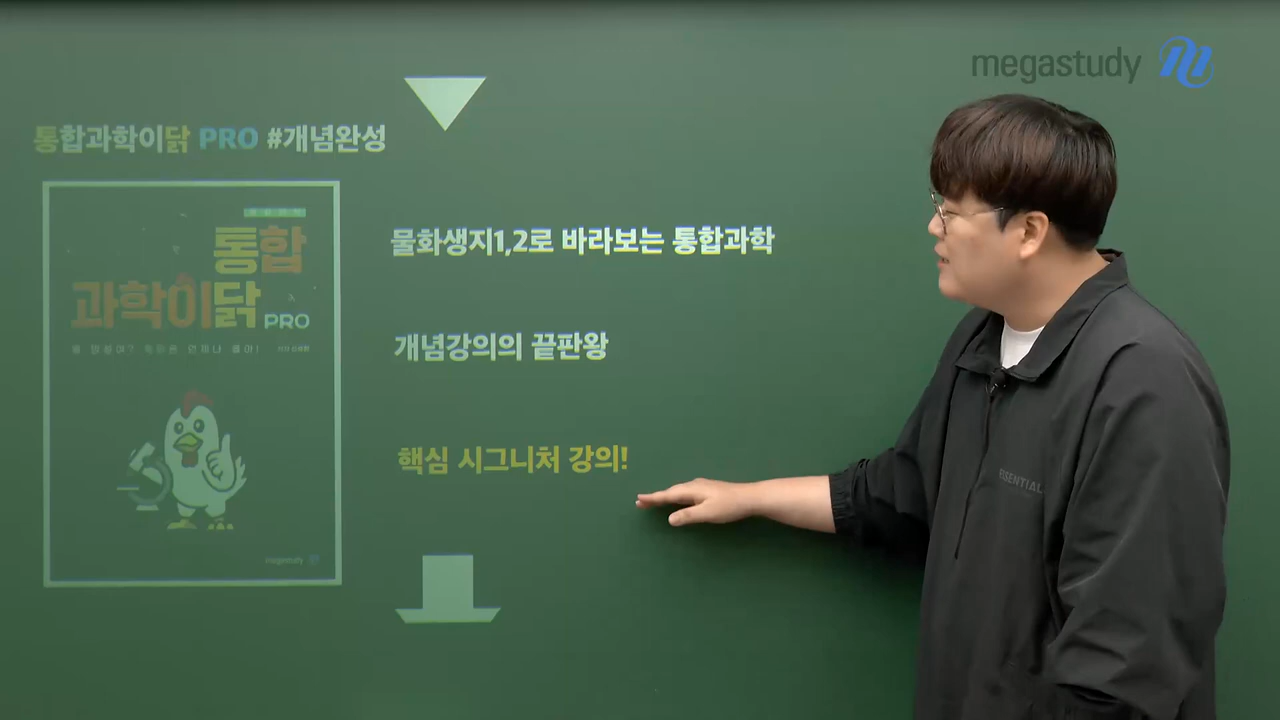 megastudy
통합과학이닭 PRO #개념완성
통합
과학이닭 PRO
물화생지1,2로 바라보는 통합과학
개념강의의 끝판왕
핵심 시그니처 강의!
ESSENTIAL
megastudy